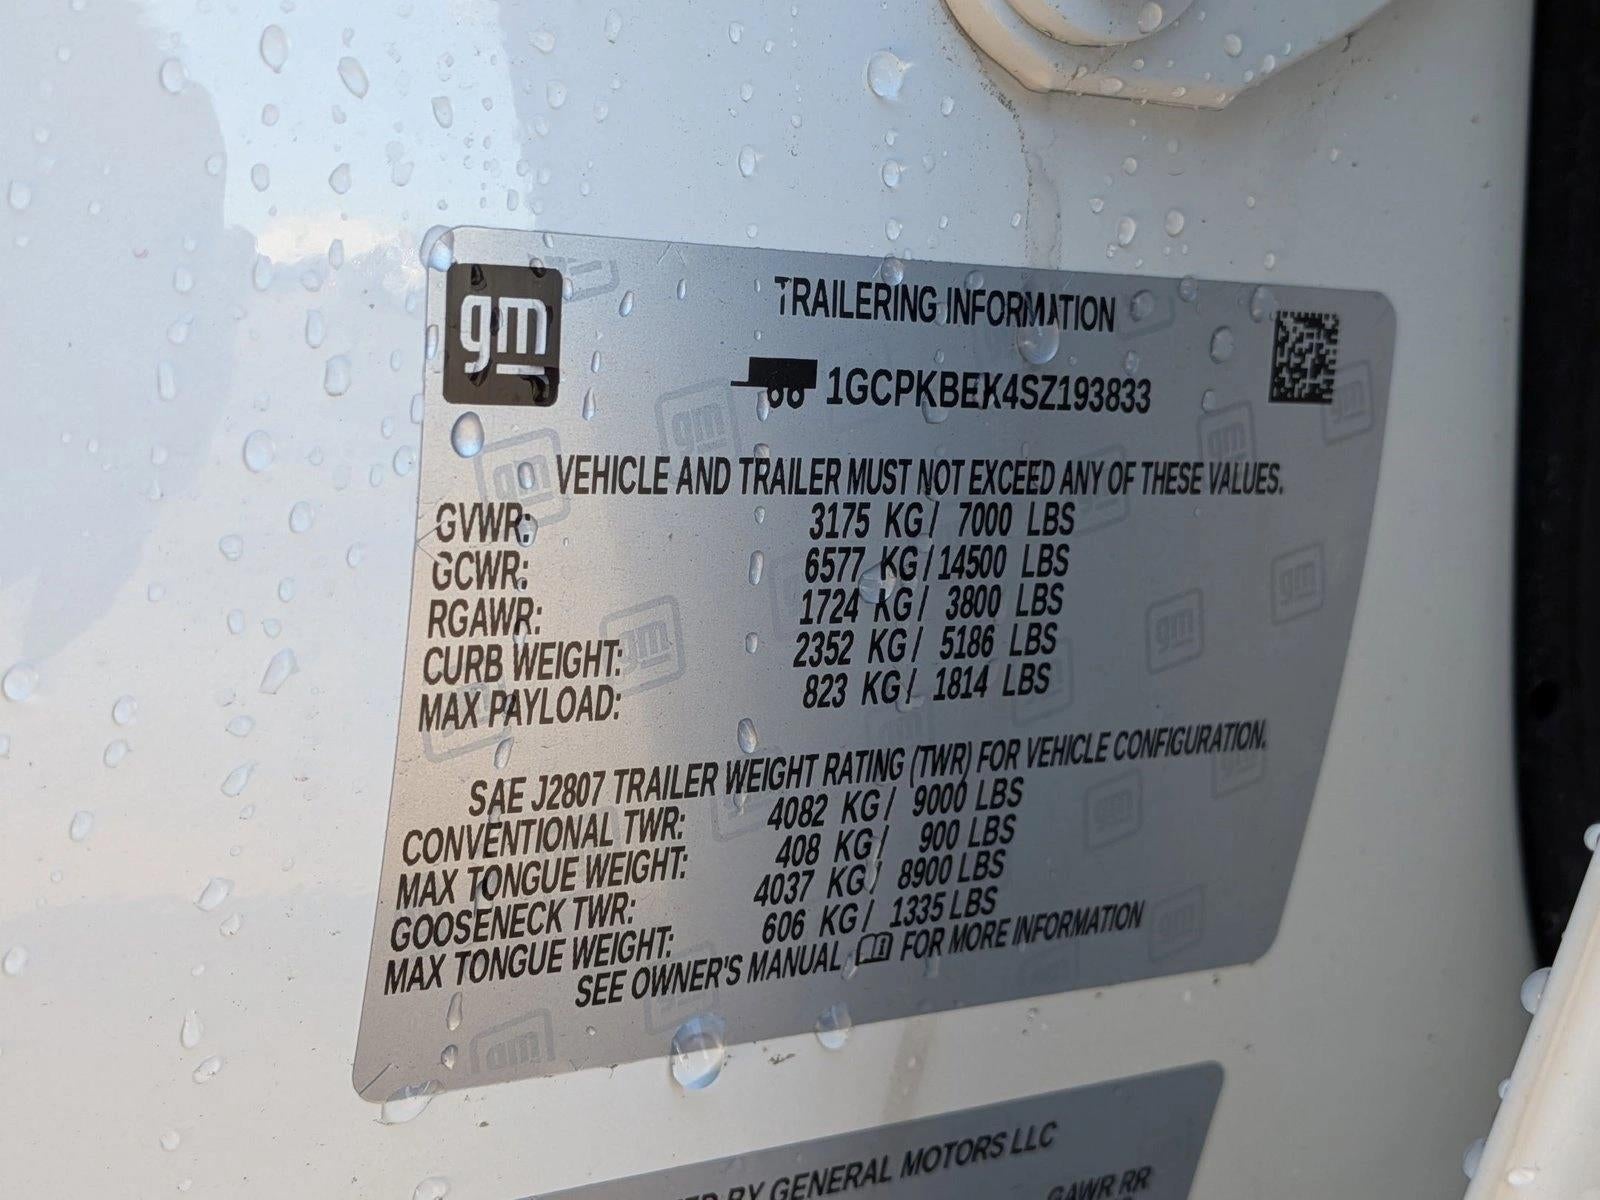 gm
TRAILERING INFORMATION
1GCPKBEK4SZ193833
VEHICLE AND TRAILER MUST NOT EXCEED ANY OF THESE VALUES.
GVWR: 3175 KG/ 7000 LBS
GCWR: 6577 KG/14500 LBS
RGAWR: 1724 KG/ 3800 LBS
CURB WEIGHT: 2352 KG/ 5186 LBS
MAX PAYLOAD: 823 KG/ 1814 LBS
SAE J2807 TRAILER WEIGHT RATING (TWR) FOR VEHICLE CONFIGURATION.
CONVENTIONAL TWR: 4082 KG/ 9000 LBS
MAX TONGUE WEIGHT: 408 KG/ 900 LBS
GOOSENECK TWR: 4037 KG/ 8900 LBS
MAX TONGUE WEIGHT: 606 KG/ 1335 LBS
SEE OWNER'S MANUAL FOR MORE INFORMATION
BY GENERAL MOTORS LLC
GAWR RR